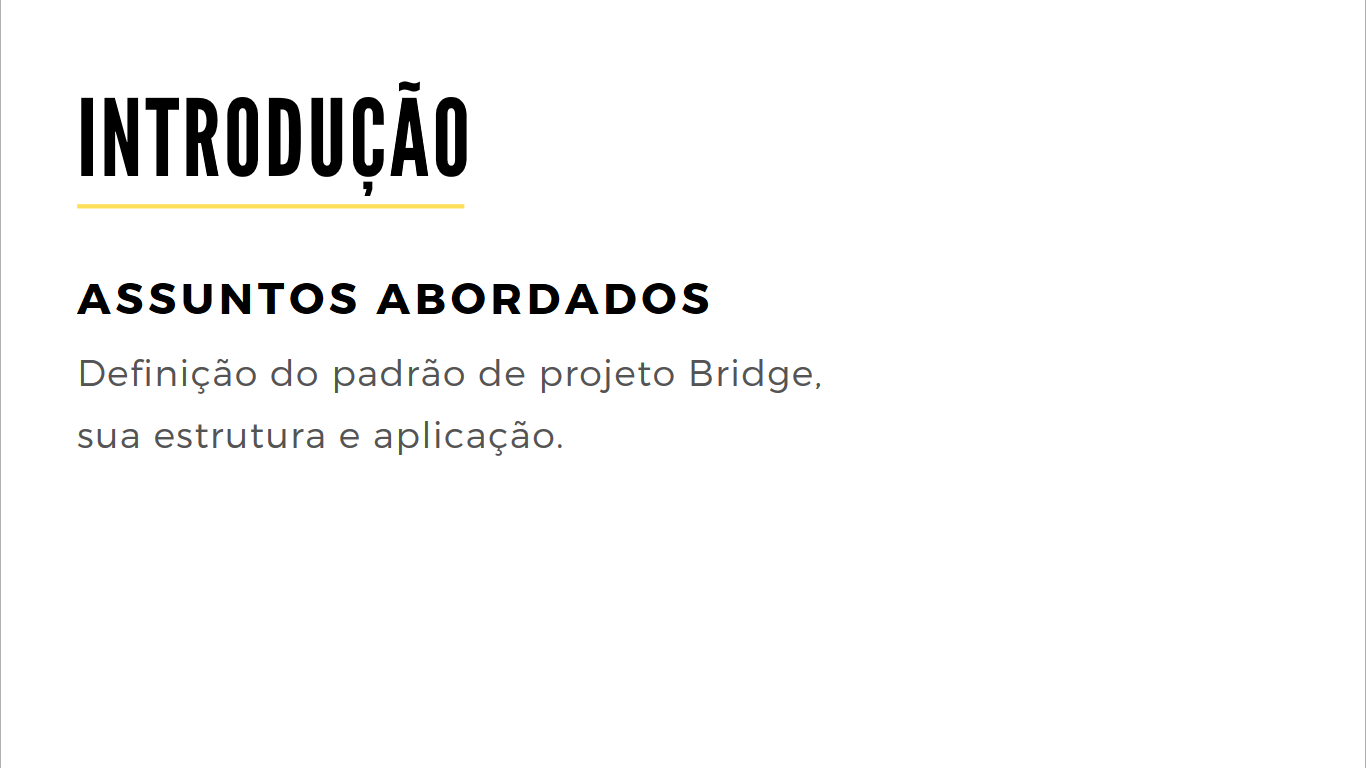 INTRODUÇÃO
ASSUNTOS ABORDADOS
Definição do padrão de projeto Bridge,
sua estrutura e aplicação.